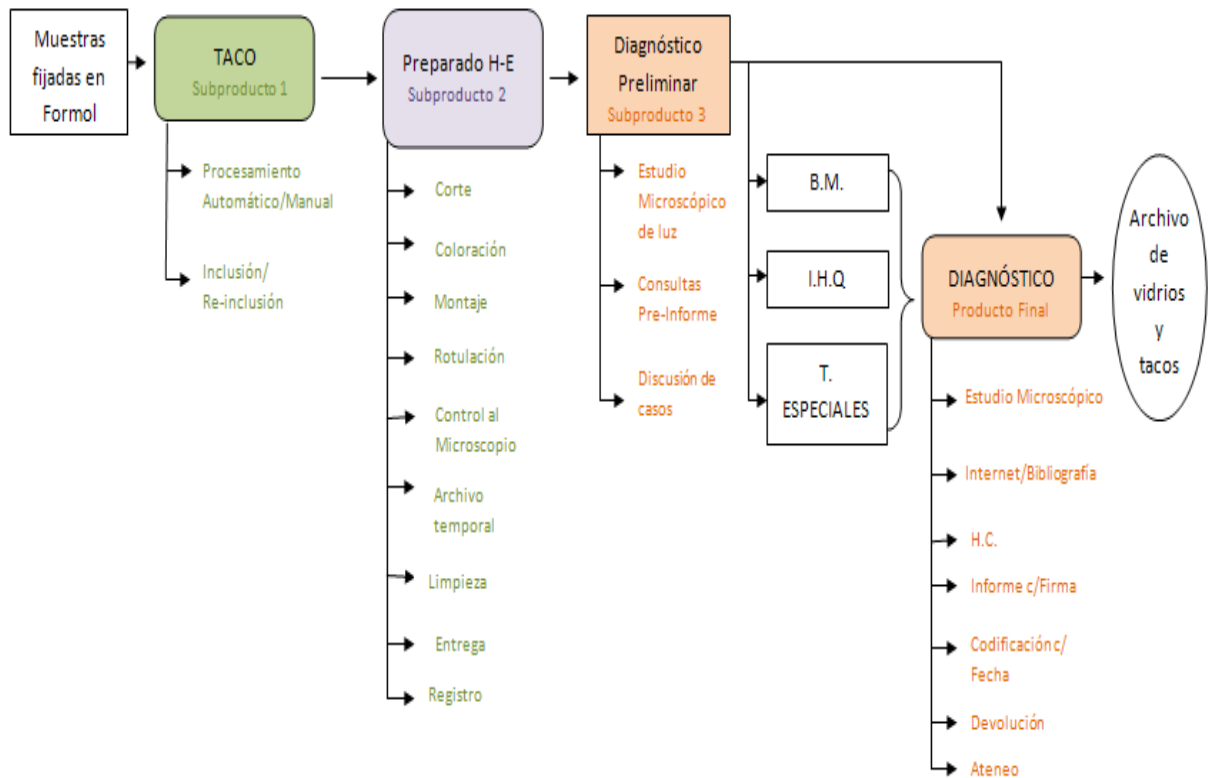 Muestras
fijadas en
Formol
TACO
Subproducto 1
Procesamiento
Automático/Manual
Inclusión/
Re-inclusión
Preparado H-E
Subproducto 2
Corte
Coloración
Montaje
Rotulación
Control al
Microscopio
Archivo
temporal
Limpieza
Entrega
Registro
Diagnóstico
Preliminar
Subproducto 3
Estudio
Microscópico
de luz
Consultas
Pre-Informe
Discusión de
casos
B.M.
I.H.Q
T.
ESPECIALES
DIAGNÓSTICO
Producto Final
Estudio Microscópico
Internet/Bibliografía
H.C.
Informe c/Firma
Codificación c/
Fecha
Devolución
Ateneo
Archivo
de
vidrios
y
tacos